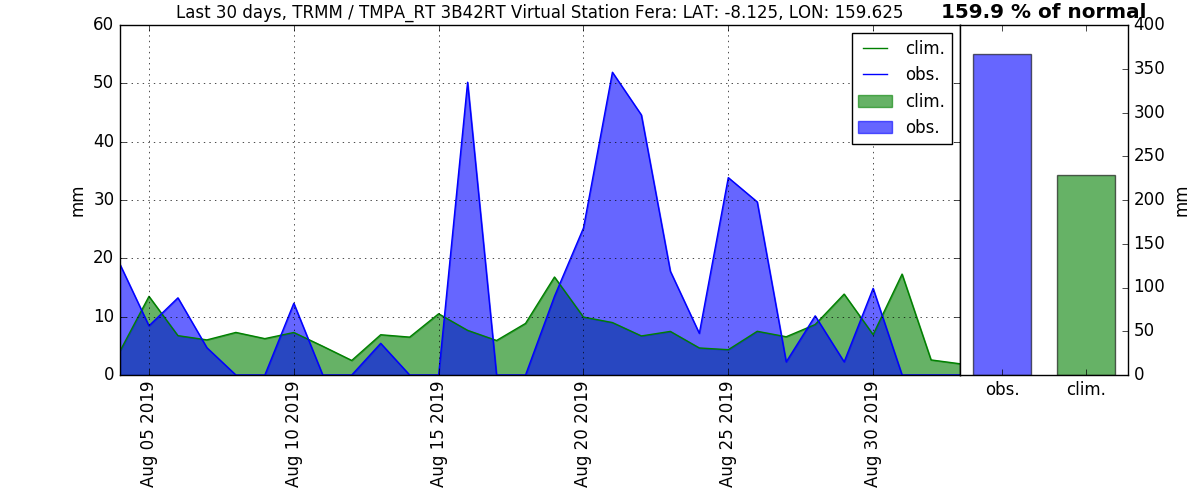 Last 30 days, TRMM / TMPA_RT 3B42RT Virtual Station Fera: LAT: -8.125, LON: 159.625
159.9 % of normal
60
50
40
30
20
10
0
mm
clim.
obs.
clim.
obs.
Aug 05 2019
Aug 10 2019
Aug 15 2019
Aug 20 2019
Aug 25 2019
Aug 30 2019
400
350
300
250
200
150
100
50
0
mm
obs.
clim.